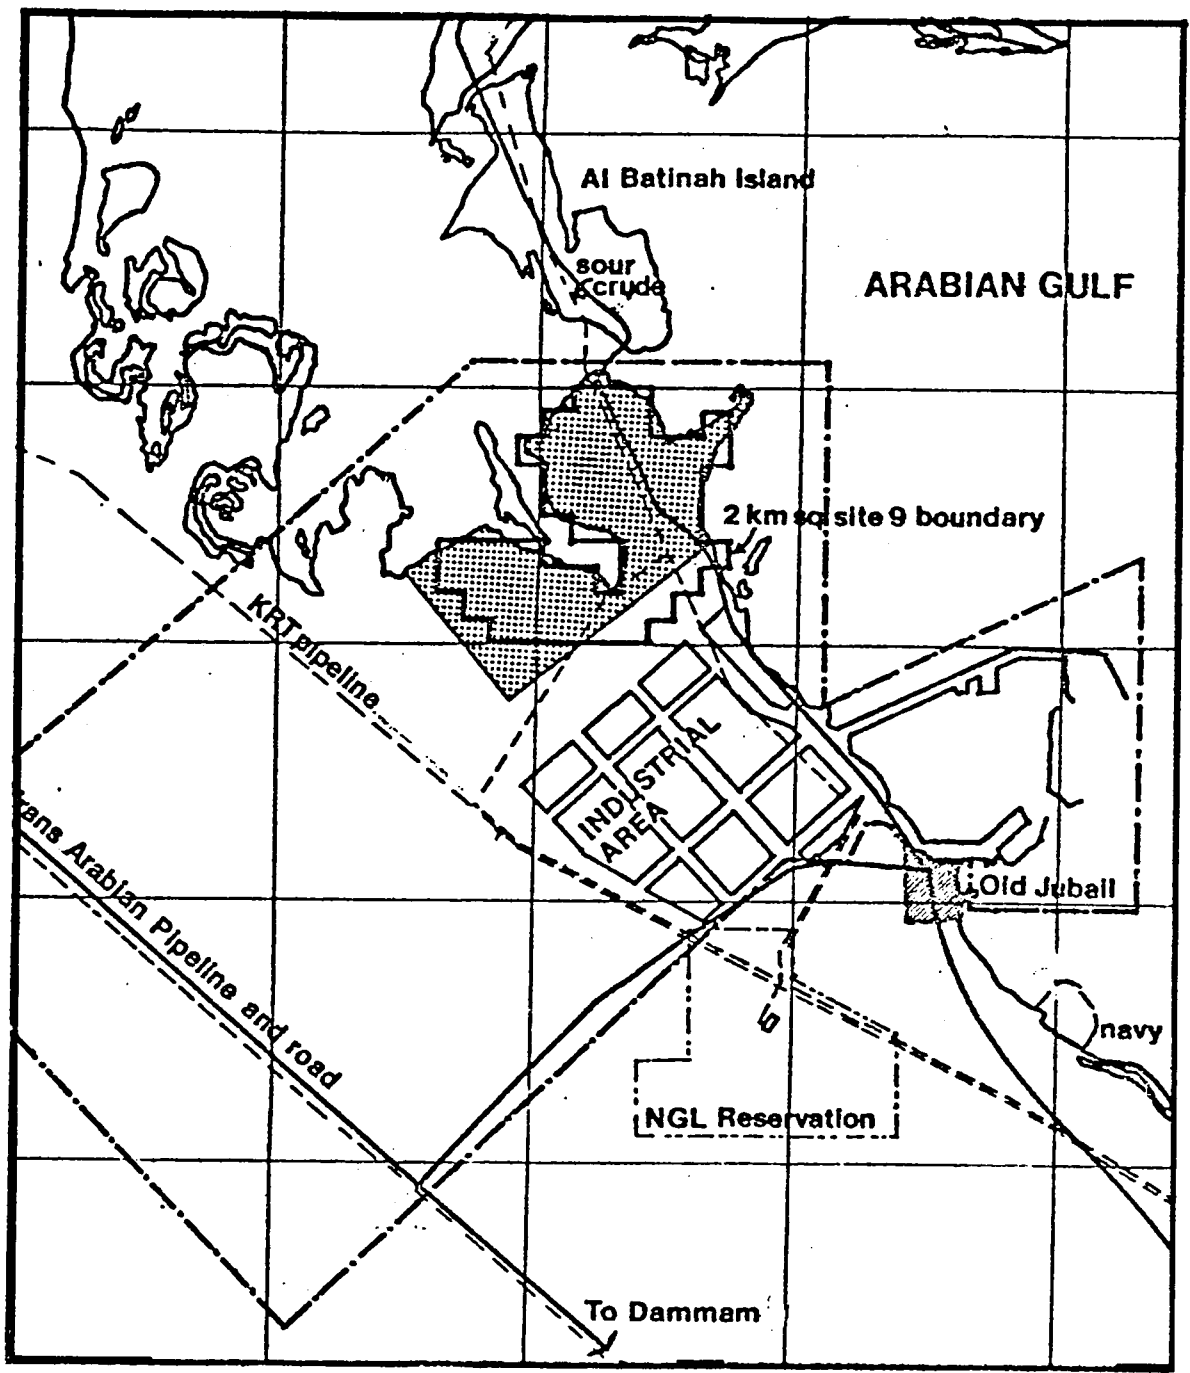 Al Batinah Island
sour
crude
ARABIAN GULF
2 km sq site 9 boundary
KRT pipeline
INDUSTRIAL
AREA
rans Arabian Pipeline and road
Old Jubail
navy
NGL Reservation
To Dammam